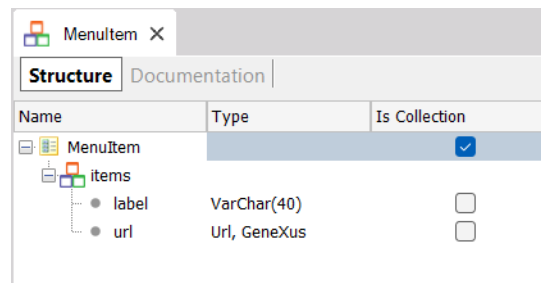 MenuItem
Structure Documentation
Name Type Is Collection
MenuItem
items
label VarChar(40)
url Url, GeneXus